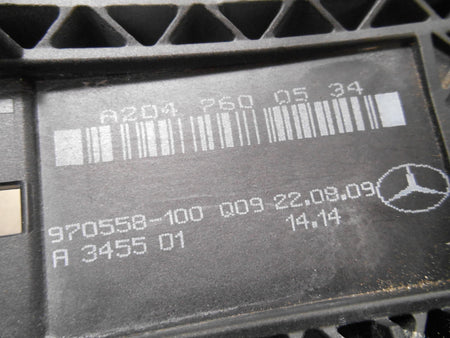 A204 760 05 34
970558-100 Q09 22.08.09
A 3455 01 14.14